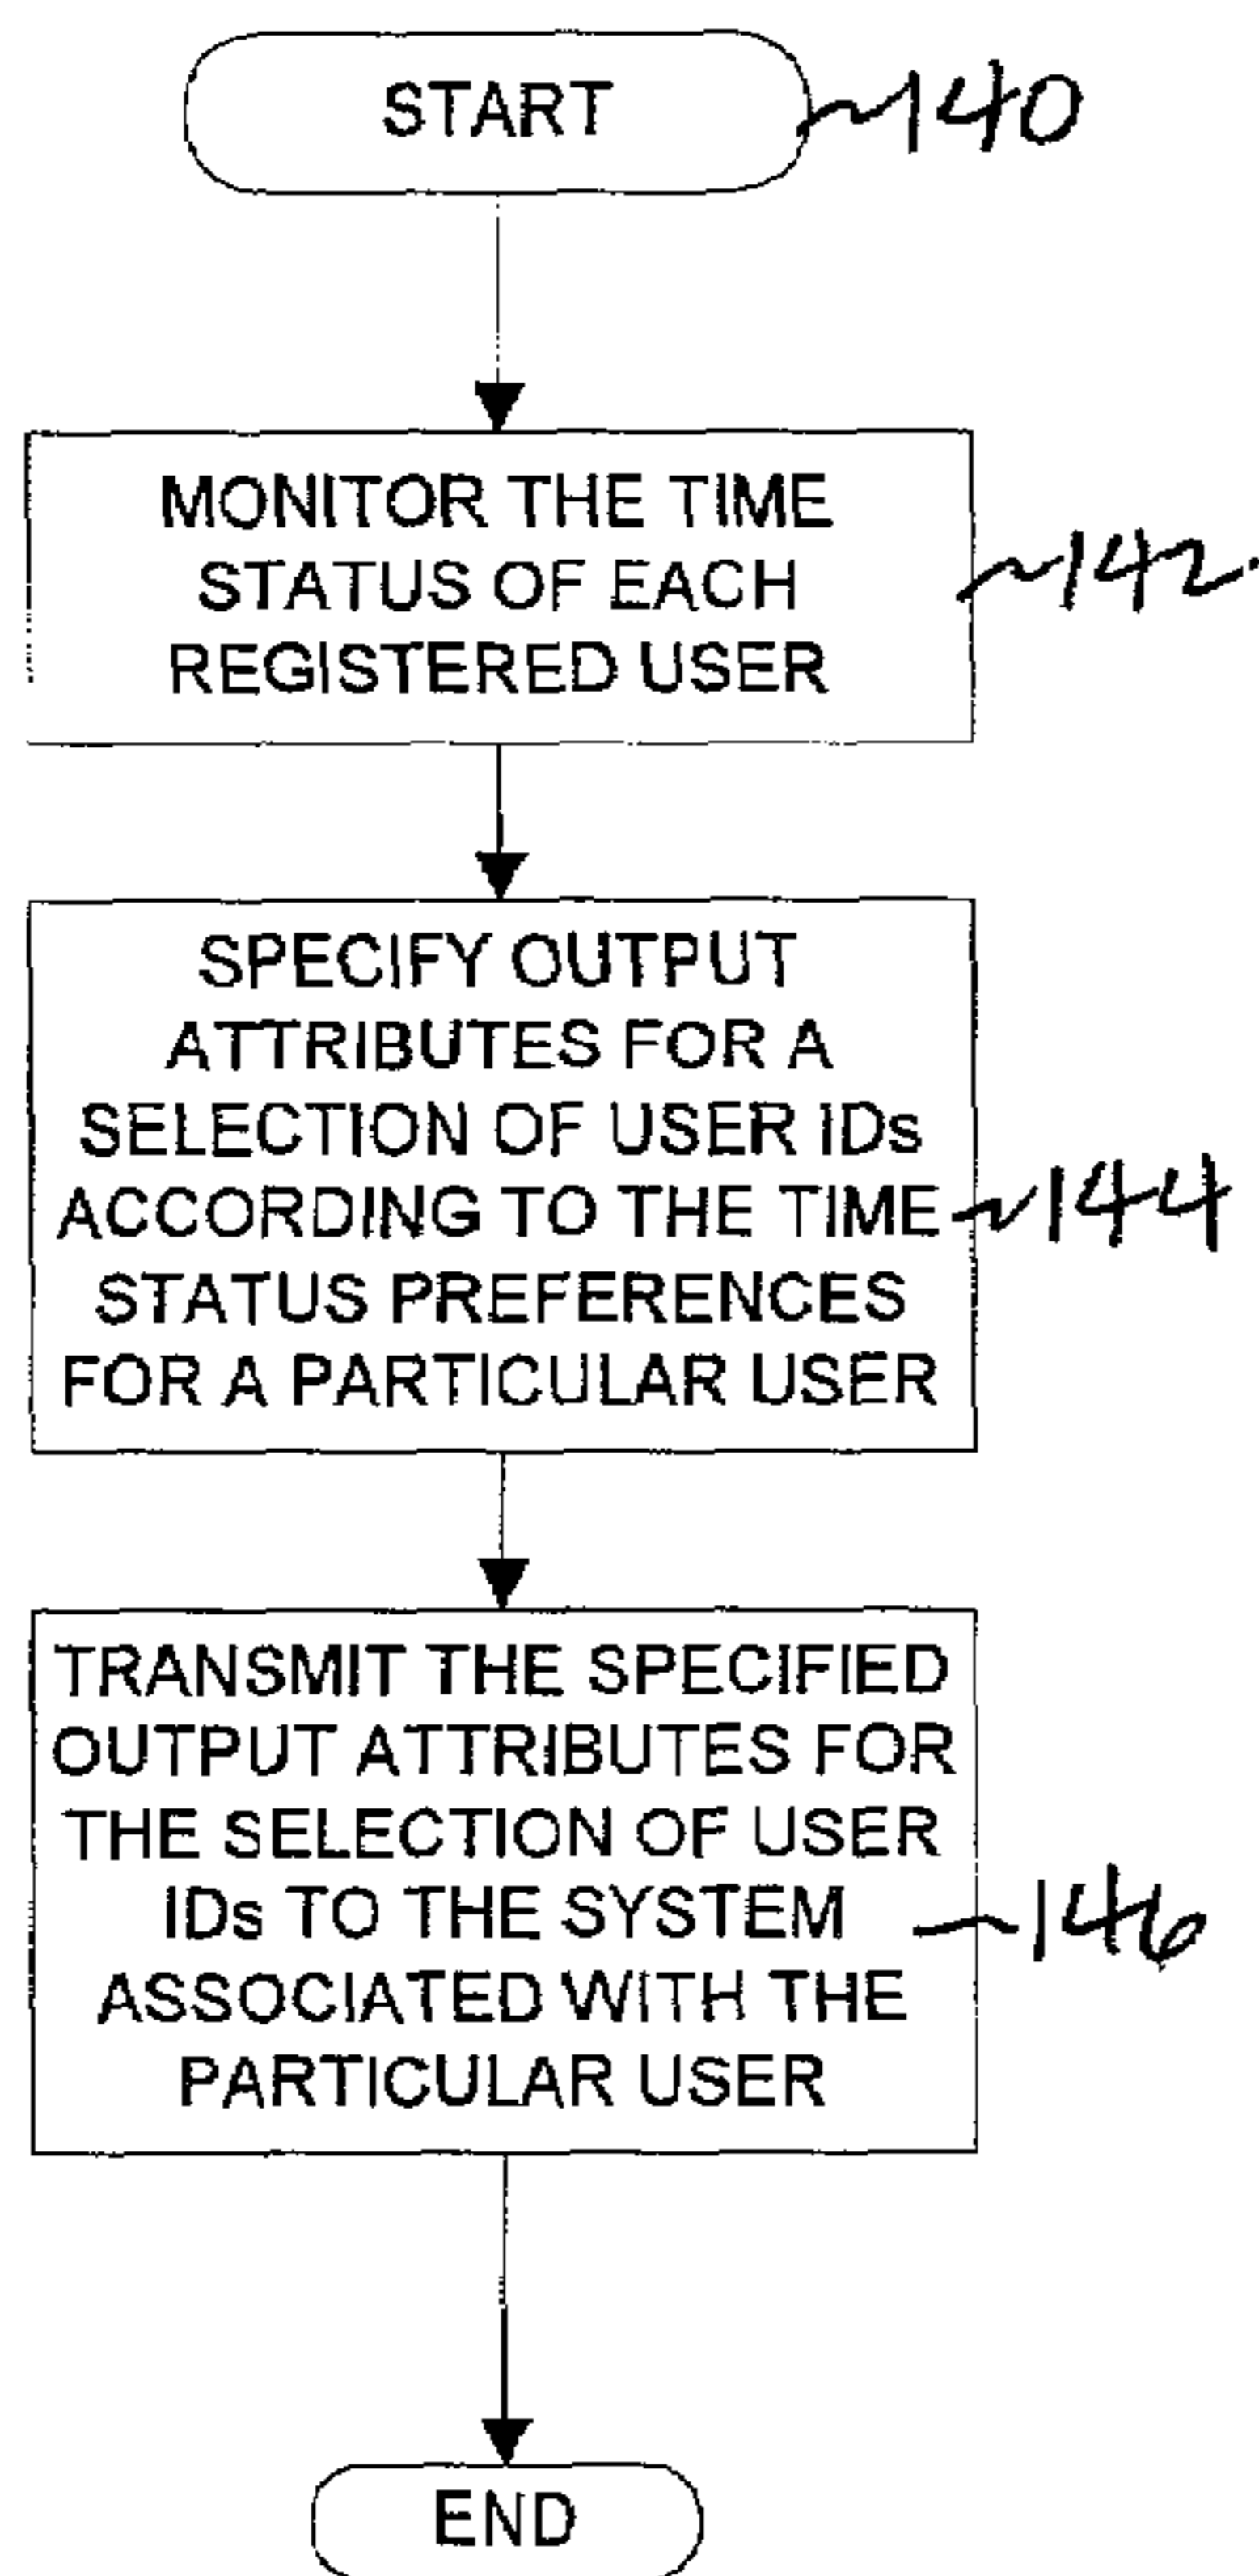 START ~140
MONITOR THE TIME
STATUS OF EACH ~142
REGISTERED USER
SPECIFY OUTPUT
ATTRIBUTES FOR A
SELECTION OF USER IDs
ACCORDING TO THE TIME ~144
STATUS PREFERENCES
FOR A PARTICULAR USER
TRANSMIT THE SPECIFIED
OUTPUT ATTRIBUTES FOR
THE SELECTION OF USER
IDs TO THE SYSTEM ~146
ASSOCIATED WITH THE
PARTICULAR USER
END